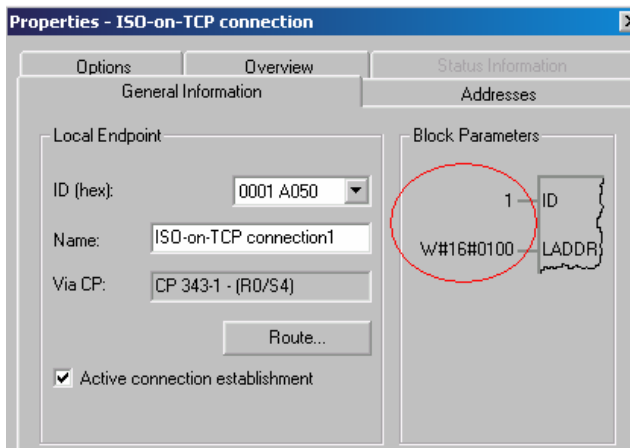 Properties - ISO-on-TCP connection
Options
Overview
Status Information
General Information
Addresses
Local Endpoint
ID (hex):
0001 A050
Name:
ISO-on-TCP connection1
Via CP:
CP 343-1 - (R0/S4)
Route...
Active connection establishment
Block Parameters
1
ID
W#16#0100
LADDR